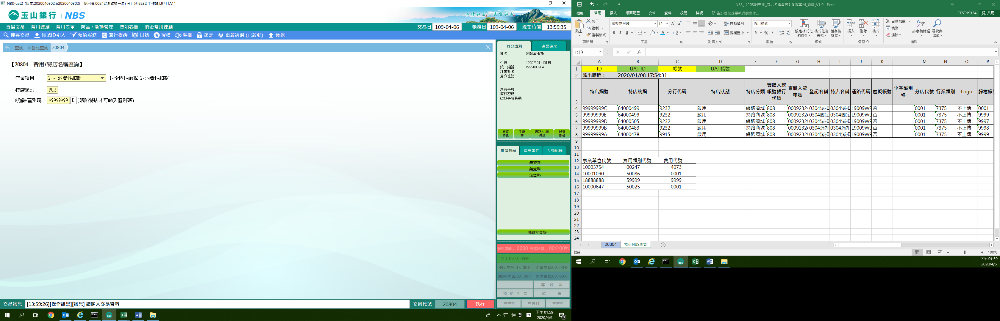 NBS-uat2 (版本:2020040302.b2020040302) 使用者:00242(測試櫃一辰) 分行別:9232 工作站:L9711A11
玉山銀行 | NBS
心清如玉。義重如山。
自選交易 常用連結 常用表單 商品 / 活動管理 智能客服 消金常用連結 交易日 109-04-06 帳務日 109-04-06 現在時間 13:59:35
搜尋交易 帳號ID引入 預約服務 蒞行提醒 日誌 授權 廣播 鎖定 重啟週邊 (已啟動) 簽退
查詢 自動化查詢 20804
【20804 費用/特店名稱查詢】
作業項目 2 - 消費性扣款 1-全國性繳稅 2-消費性扣款
特店類別 PUR
統編+區別碼 99999999 D (網路特店才可輸入區別碼)
身分識別 產品往來
姓名 測試盧卡斯
生日 1990年01月01日
統一編號 C299000204
理專姓名
身分註記
注意事項
簡訊密碼
近期事故異動
顧客資訊 手續費 通路/共同行銷 顧客影像
推薦商品 重要事件 互動記錄
無資料
無資料
無資料
一般轉介登錄
服務號碼: 0000 等候時間: 00分00秒
VIP:0人 00分
個人交易:0人 00分 企業交易:0人 00分
開戶/申請:0人 00分 外匯業務:0人 00分
再 呼 叫
預 約 叫 號 結 束
無資料 無資料 無資料
交易訊息 [13:59:26][操作訊息][訊息] 請輸入交易資料 交易代號 20804 執行
英 下午 01:59
2020/4/6
3
NBS_【20804費用_特店名稱查詢】測試案例_前端_V1.0 - Excel
檔案 常用 插入 版面配置 公式 資料 校閱 檢視 告訴我您想要執行的動作... TEST19134 共用
貼上 剪下 複製 複製格式 剪貼簿
微軟正黑體 12 B I U 字型
自動換列 跨欄置中 對齊方式
通用格式 $ % 數值
設定格式化的條件 格式化為表格 儲存格樣式 樣式
插入 刪除 格式 儲存格
自動加總 填滿 清除 排序與篩選 尋找與選取 編輯
D19 fx
A B C D E F G H I J K L M N O P
1 ID UAT ID 帳號 UAT帳號
2 匯出時間： 2020/01/08 17:54:31
3 特店編號 特店統編 分行代碼 特店狀態 特店分類 實體入款帳號銀行代碼 實體入款帳號 登記名稱 特店名稱 通路代碼 虛擬帳號 企業識別碼 分店代號 行業類別 Logo 歸檔編
4 99999999C 64000499 9232 啟用 網路商城 808 00092324 0304消扣 0304消扣 L9009W9 否 0001 7375 不上傳 0001
5 99999999E 64000499 9232 啟用 網路商城 808 00092324 0304固定 0304固定 L9009W9 否 0001 7375 不上傳 9999
6 99999999D 64000505 9232 啟用 網路商城 808 00092329 0304消扣 0304消扣 L9009W9 否 0001 7375 不上傳 9997
7 99999999B 64000483 9232 啟用 網路商城 808 00092329 0304消扣 0304消扣 L9009W9 否 0001 7375 不上傳 9998
8 99999999A 64000478 9915 啟用 網路商城 808 00092329 0304消扣 0304消扣 L9009W9 否 0001 7375 不上傳 9999
9
10
11
12 事業單位代號 費用類別代號 費用代號
13 10003754 00247 4073
14 10001090 50086 0001
15 18888888 59999 9999
16 10000647 50025 0001
17
18
19
20
21
22
23
24
20804 提供NBS測資
就緒 100%
下午 01:59
2020/4/6